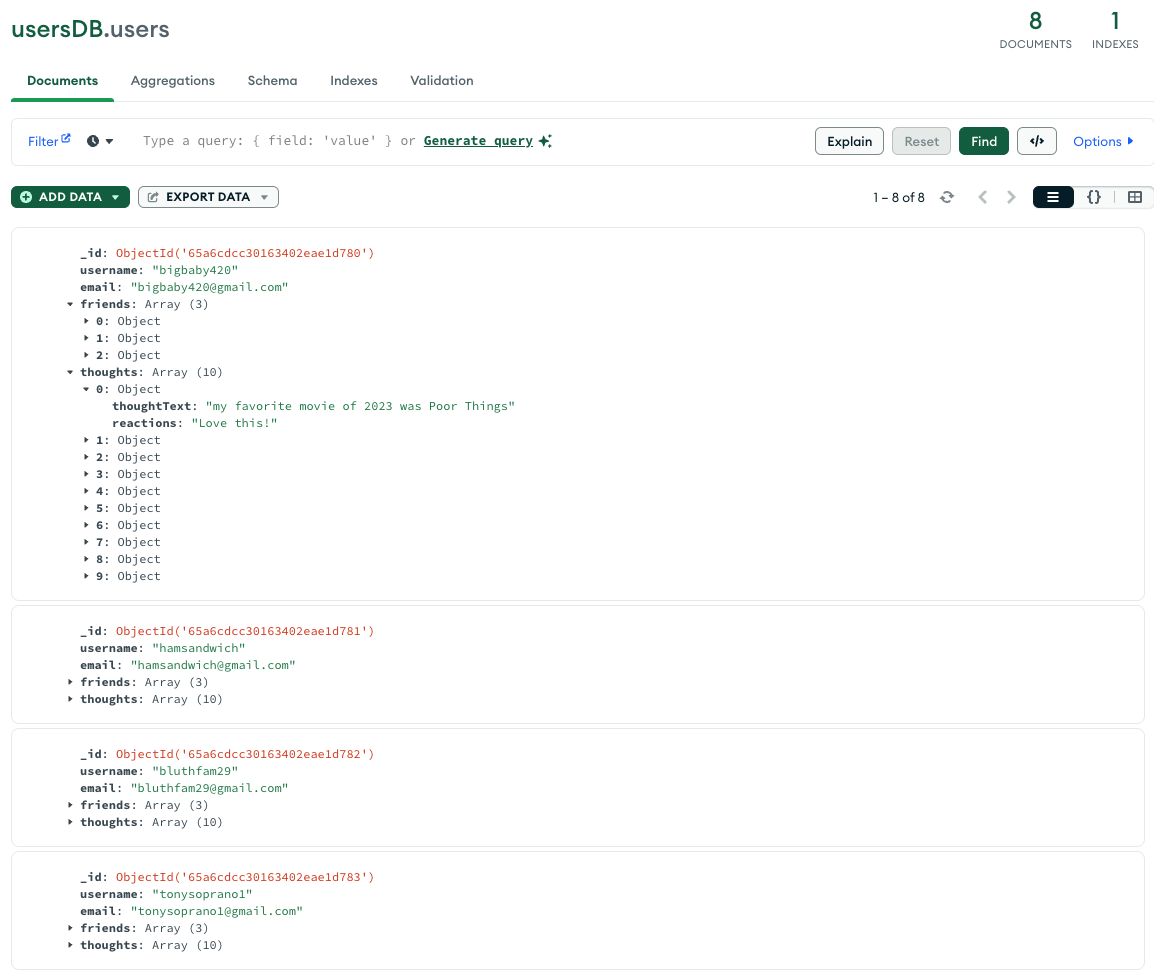 usersDB.users
8 1
DOCUMENTS INDEXES
Documents Aggregations Schema Indexes Validation
Filter Type a query: { field: 'value' } or Generate query Explain Reset Find </> Options
ADD DATA EXPORT DATA 1 – 8 of 8 {}
_id: ObjectId('65a6cdcc30163402eae1d780')
username: "bigbaby420"
email: "bigbaby420@gmail.com"
friends: Array (3)
0: Object
1: Object
2: Object
thoughts: Array (10)
0: Object
thoughtText: "my favorite movie of 2023 was Poor Things"
reactions: "Love this!"
1: Object
2: Object
3: Object
4: Object
5: Object
6: Object
7: Object
8: Object
9: Object
_id: ObjectId('65a6cdcc30163402eae1d781')
username: "hamsandwich"
email: "hamsandwich@gmail.com"
friends: Array (3)
thoughts: Array (10)
_id: ObjectId('65a6cdcc30163402eae1d782')
username: "bluthfam29"
email: "bluthfam29@gmail.com"
friends: Array (3)
thoughts: Array (10)
_id: ObjectId('65a6cdcc30163402eae1d783')
username: "tonysoprano1"
email: "tonysoprano1@gmail.com"
friends: Array (3)
thoughts: Array (10)